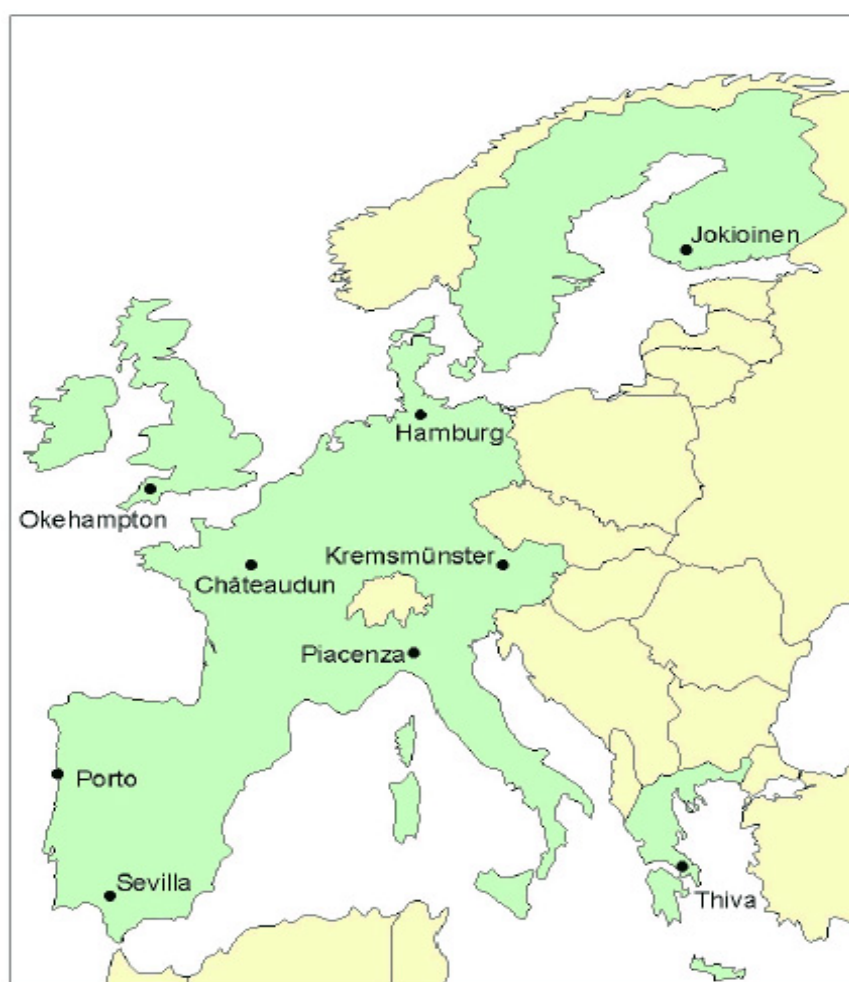 Jokioinen
Hamburg
Okehampton
Kremsmünster
Châteaudun
Piacenza
Porto
Sevilla
Thiva